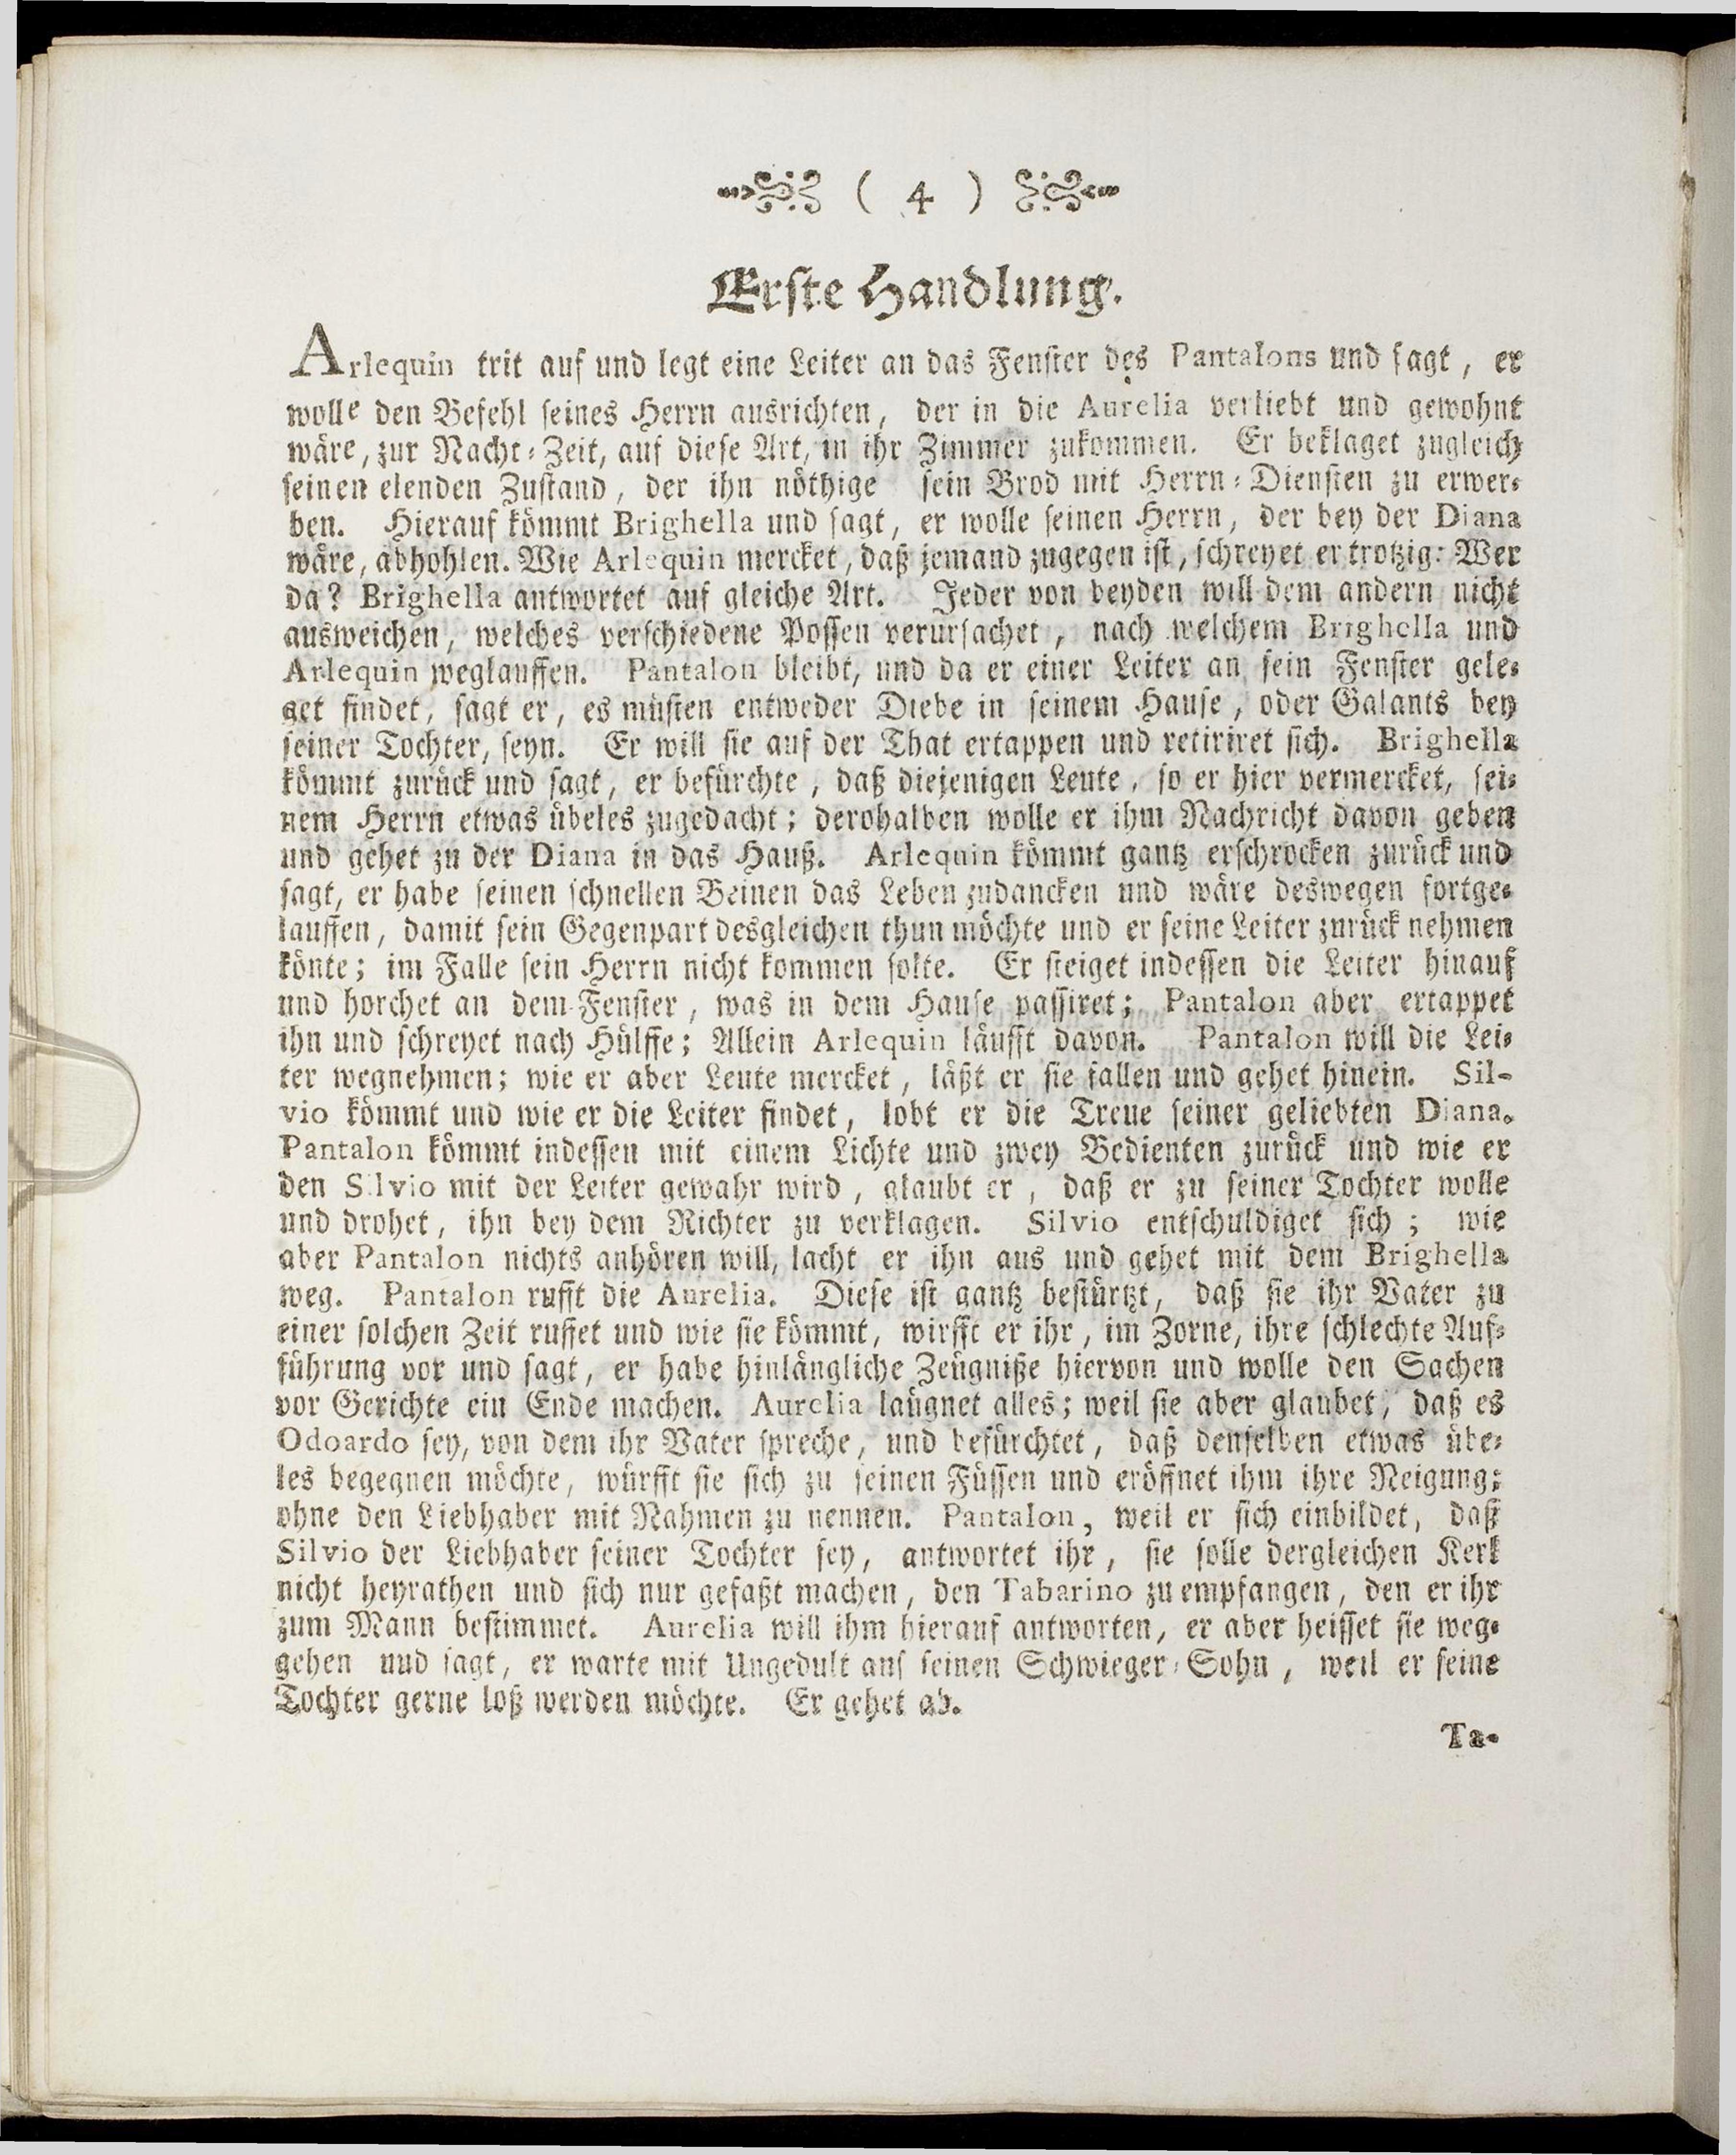 ( 4 )
Erste Handlung.
Arlequin trit auf und legt eine Leiter an das Fenster des Pantalons und sagt, er
wolle den Befehl seines Herrn ausrichten, der in die Aurelia verliebt und gewohnt
wäre, zur Nacht-Zeit, auf diese Art, in ihr Zimmer zukommen. Er beklaget zugleich
seinen elenden Zustand, der ihn nöthige sein Brod mit Herrn-Diensten zu erwer-
ben. Hierauf kömmt Brighella und sagt, er wolle seinen Herrn, der bey der Diana
wäre, abhohlen. Wie Arlequin mercket, daß jemand zugegen ist, schreyet er trotzig: Wer
da? Brighella antwortet auf gleiche Art. Jeder von beyden will dem andern nicht
ausweichen, welches verschiedene Possen verursachet, nach welchem Brighella und
Arlequin weglauffen. Pantalon bleibt, und da er einer Leiter an sein Fenster gele-
get findet, sagt er, es müsten entweder Diebe in seinem Hause, oder Galants bey
seiner Tochter, seyn. Er will sie auf der That ertappen und retiriret sich. Brighella
kömmt zurück und sagt, er befürchte, daß diejenigen Leute, so er hier vermercket, sei-
nem Herrn etwas übeles zugedacht; derohalben wolle er ihm Nachricht davon geben
und gehet zu der Diana in das Hauß. Arlequin kömmt gantz erschrocken zurück und
sagt, er habe seinen schnellen Beinen das Leben zudancken und wäre deswegen fortge-
lauffen, damit sein Gegenpart desgleichen thun möchte und er seine Leiter zurück nehmen
könte; im Falle sein Herrn nicht kommen solte. Er steiget indessen die Leiter hinauf
und horchet an dem Fenster, was in dem Hause passiret; Pantalon aber ertappet
ihn und schreyet nach Hülffe; Allein Arlequin läufft davon. Pantalon will die Lei-
ter wegnehmen; wie er aber Leute mercket, läßt er sie fallen und gehet hinein. Sil-
vio kömmt und wie er die Leiter findet, lobt er die Treue seiner geliebten Diana.
Pantalon kömmt indessen mit einem Lichte und zwey Bedienten zurück und wie er
den Silvio mit der Leiter gewahr wird, glaubt er, daß er zu seiner Tochter wolle
und drohet, ihn bey dem Richter zu verklagen. Silvio entschuldiget sich; wie
aber Pantalon nichts anhören will, lacht er ihn aus und gehet mit dem Brighella
weg. Pantalon rufft die Aurelia. Diese ist gantz bestürtzt, daß sie ihr Vater zu
einer solchen Zeit ruffet und wie sie kömmt, wirfft er ihr, im Zorne, ihre schlechte Auf-
führung vor und sagt, er habe hinlängliche Zeügniße hiervon und wolle den Sachen
vor Gerichte ein Ende machen. Aurelia laügnet alles; weil sie aber glaubet, daß es
Odoardo sey, von dem ihr Vater spreche, und befürchtet, daß denselben etwas übe-
les begegnen möchte, würfft sie sich zu seinen Füssen und eröffnet ihm ihre Neigung;
ohne den Liebhaber mit Nahmen zu nennen. Pantalon, weil er sich einbildet, daß
Silvio der Liebhaber seiner Tochter sey, antwortet ihr, sie solle dergleichen Kerl
nicht heyrathen und sich nur gefaßt machen, den Tabarino zu empfangen, den er ihr
zum Mann bestimmet. Aurelia will ihm hierauf antworten, er aber heisset sie weg-
gehen nud sagt, er warte mit Ungedult auf seinen Schwieger-Sohn, weil er seine
Tochter gerne loß werden möchte. Er gehet ab.
Ta-